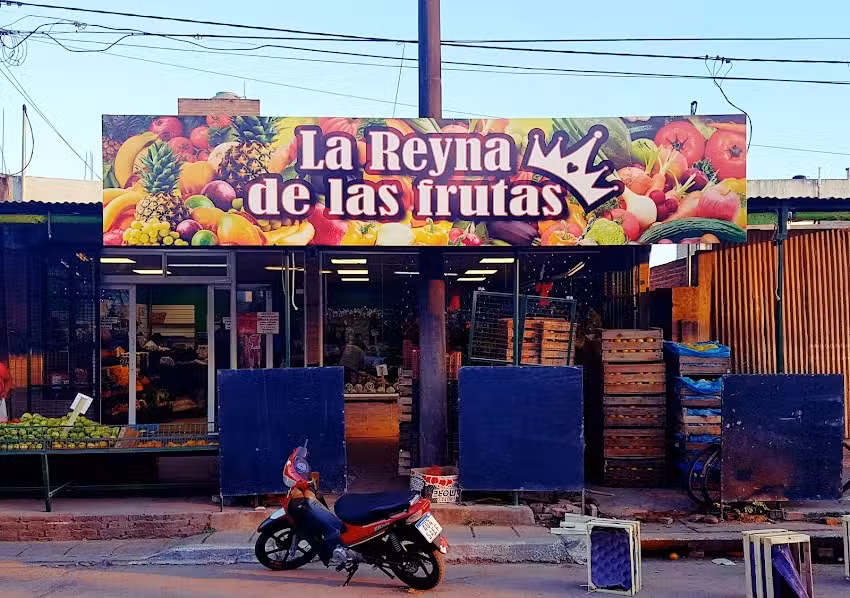 La Reyna
de las frutas